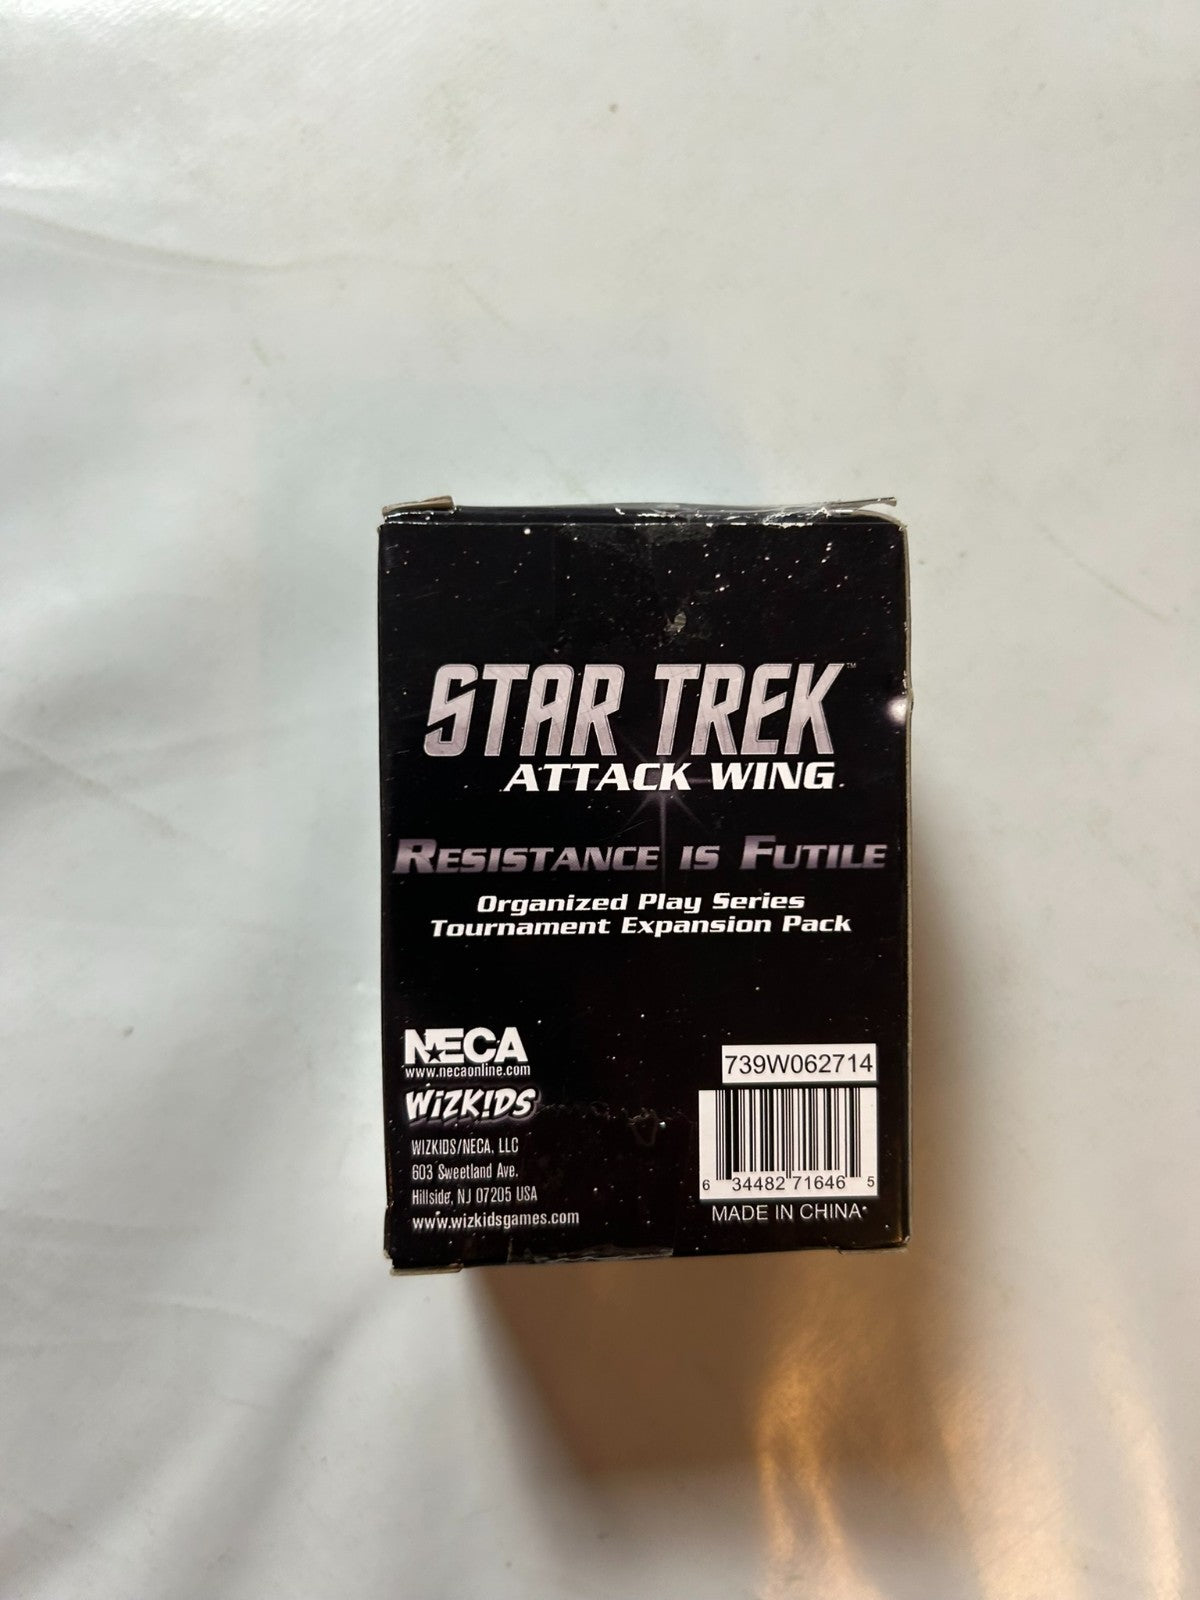 STAR TREK™
ATTACK WING
RESISTANCE IS FUTILE
Organized Play Series
Tournament Expansion Pack
NECA
www.necaonline.com
WIZKIDS
WIZKIDS/NECA, LLC
603 Sweetland Ave.
Hillside, NJ 07205 USA
www.wizkidsgames.com
739W062714
6 34482 71646 5
MADE IN CHINA